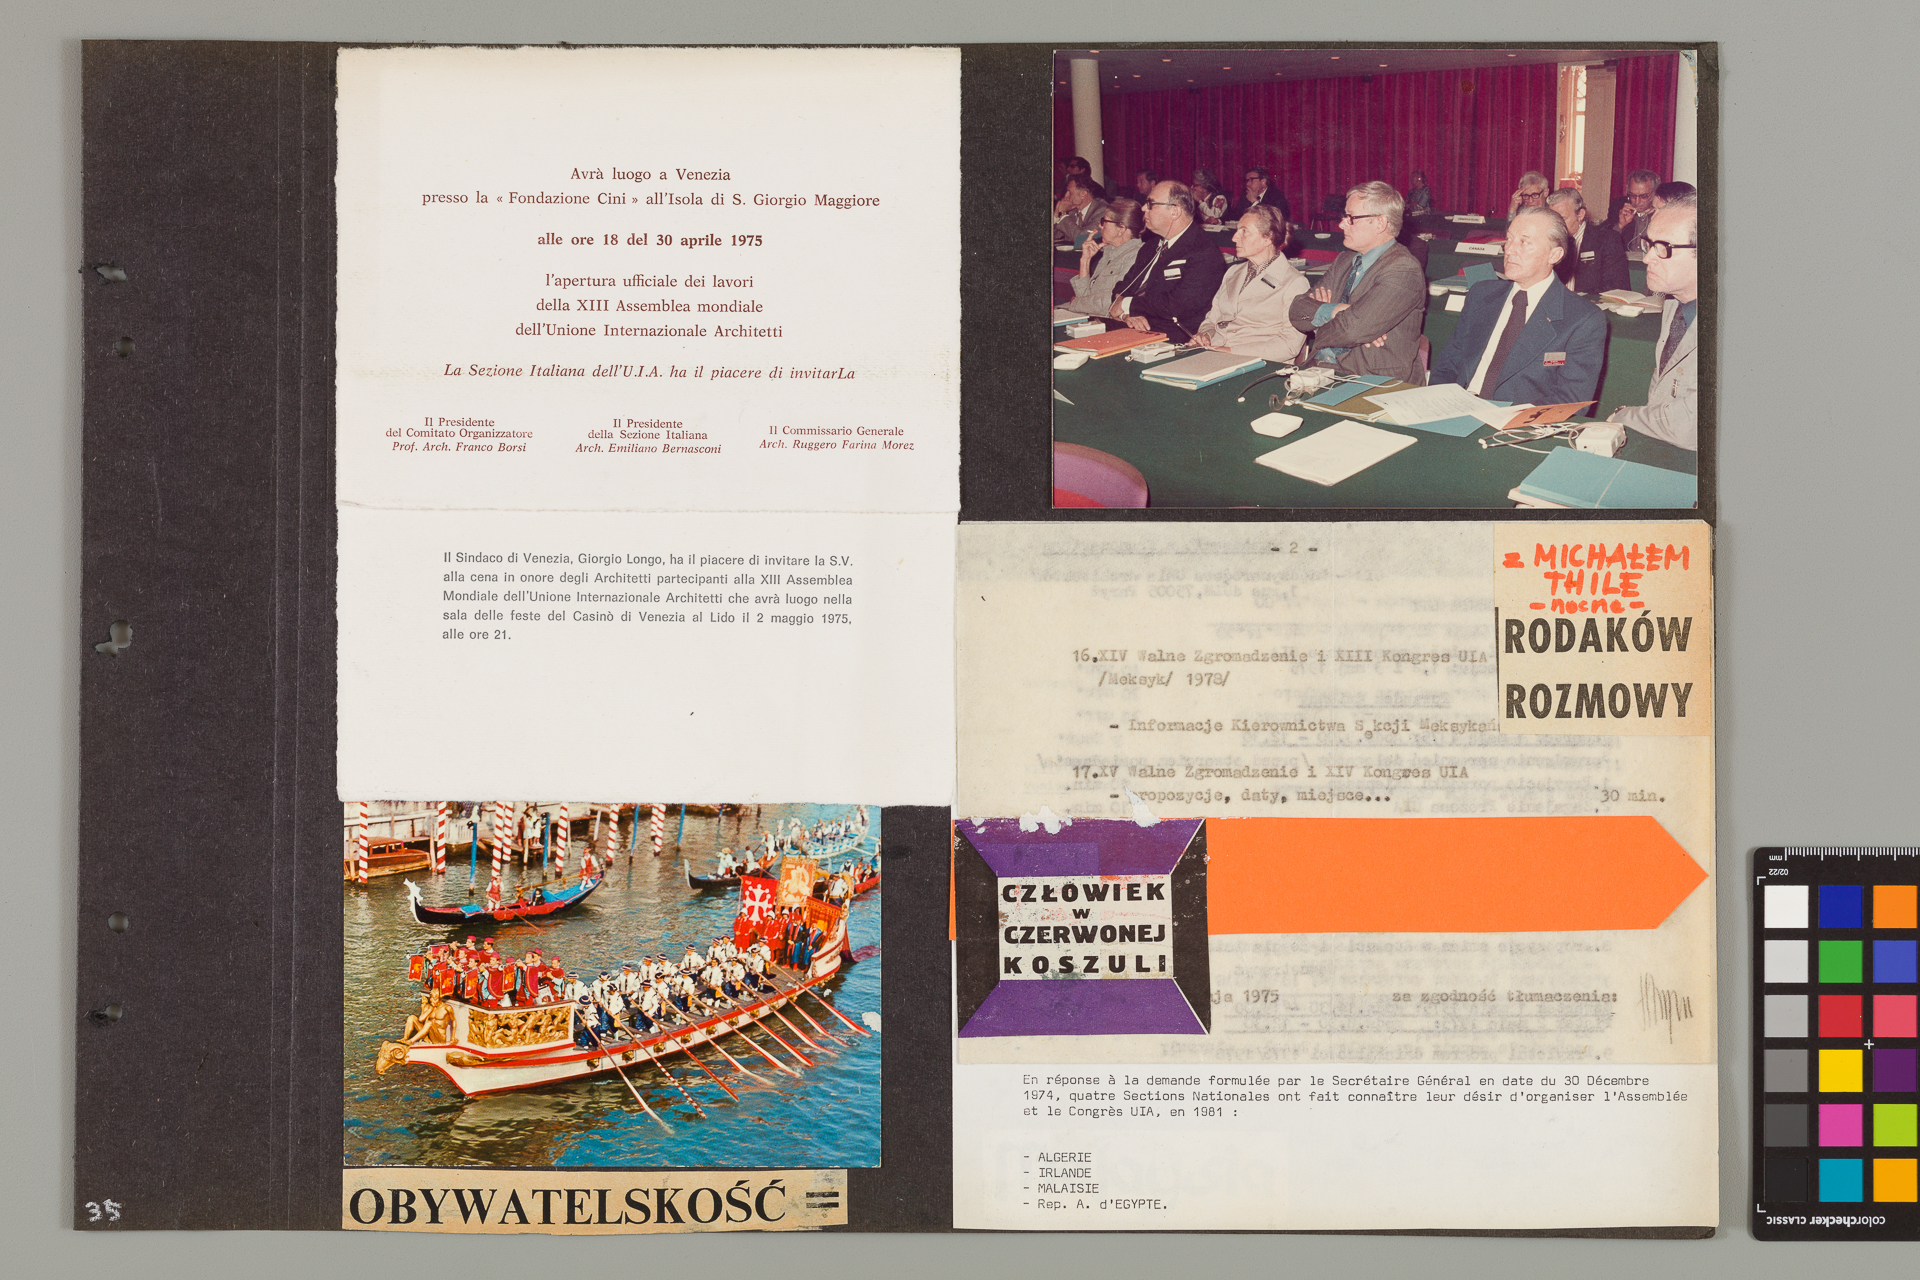 Avrà luogo a Venezia
presso la « Fondazione Cini » all'Isola di S. Giorgio Maggiore
alle ore 18 del 30 aprile 1975
l'apertura ufficiale dei lavori
della XIII Assemblea mondiale
dell'Unione Internazionale Architetti
La Sezione Italiana dell'U.I.A. ha il piacere di invitarLa
Il Presidente
del Comitato Organizzatore
Prof. Arch. Franco Borsi
Il Presidente
della Sezione Italiana
Arch. Emiliano Bernasconi
Il Commissario Generale
Arch. Ruggero Farina Morez
Il Sindaco di Venezia, Giorgio Longo, ha il piacere di invitare la S.V.
alla cena in onore degli Architetti partecipanti alla XIII Assemblea
Mondiale dell'Unione Internazionale Architetti che avrà luogo nella
sala delle feste del Casinò di Venezia al Lido il 2 maggio 1975,
alle ore 21.
OBYWATELSKOŚĆ =
35
CANADA
- 2 -
z MICHAŁEM
THILE
- nocne -
RODAKÓW
ROZMOWY
16.XIV Walne Zgromadzenie i XIII Kongres UIA
/Meksyk/ 1978/
- Informacje Kierownictwa Sekcji Meksykań
17.XV Walne Zgromadzenie i XIV Kongres UIA
- propozycje, daty, miejsce... 30 min.
CZŁOWIEK
W
CZERWONEJ
KOSZULI
ja 1975 za zgodność tłumaczenia:
En réponse à la demande formulée par le Secrétaire Général en date du 30 Décembre
1974, quatre Sections Nationales ont fait connaître leur désir d'organiser l'Assemblée
et le Congrès UIA, en 1981 :
- ALGERIE
- IRLANDE
- MALAISIE
- Rep. A. d'EGYPTE.
mm
02/22
colorchecker CLASSIC